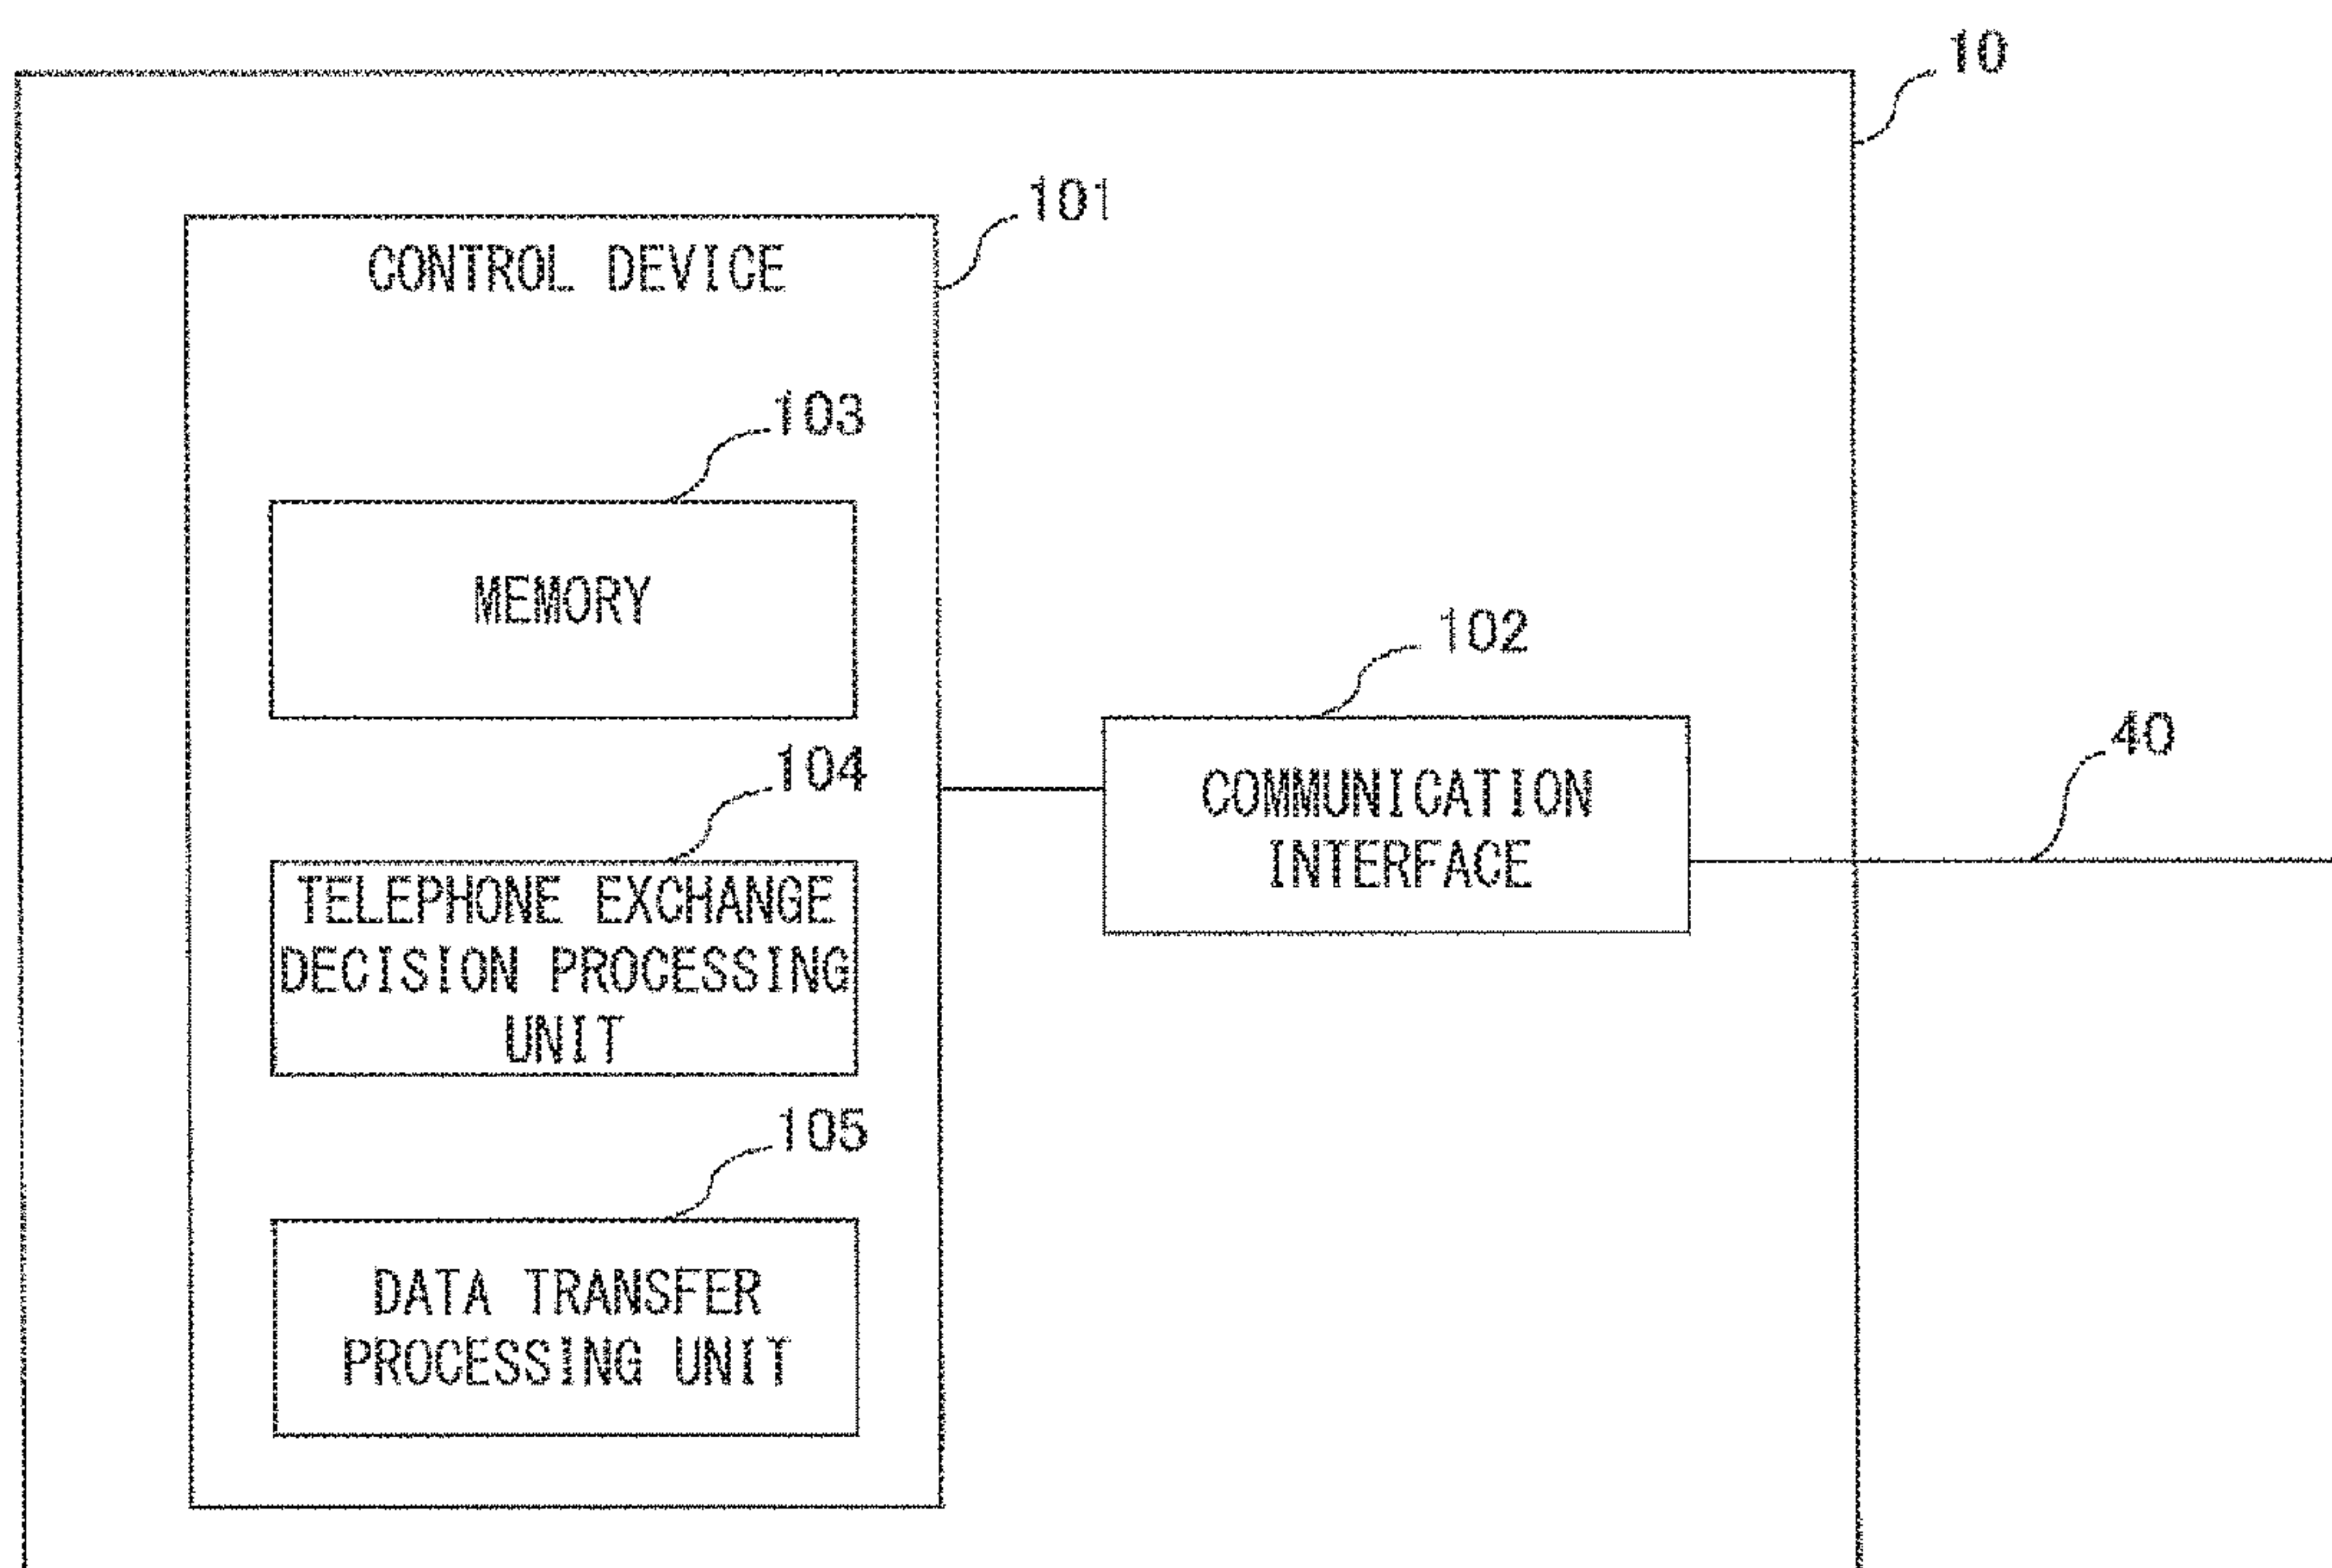 10
101
CONTROL DEVICE
103
MEMORY
102
COMMUNICATION
INTERFACE
40
104
TELEPHONE EXCHANGE
DECISION PROCESSING
UNIT
105
DATA TRANSFER
PROCESSING UNIT